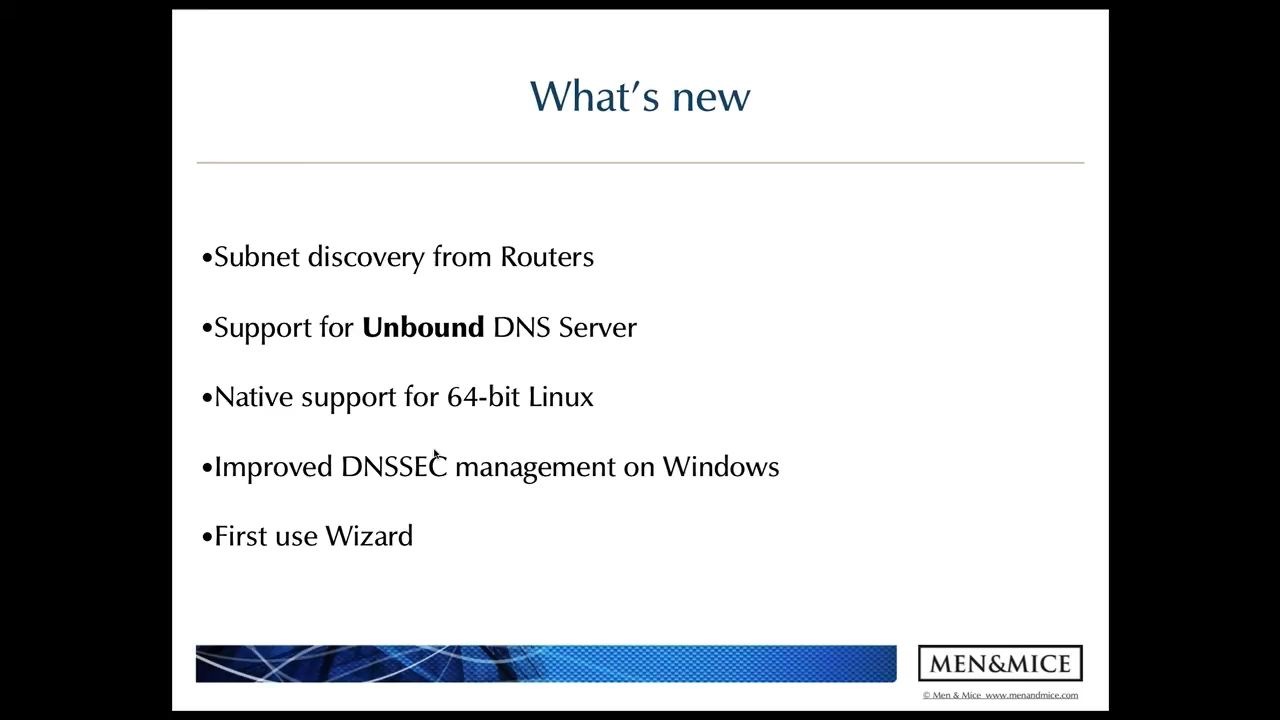 What’s new
•Subnet discovery from Routers
•Support for Unbound DNS Server
•Native support for 64-bit Linux
•Improved DNSSEC management on Windows
•First use Wizard
MEN&MICE
© Men & Mice www.menandmice.com